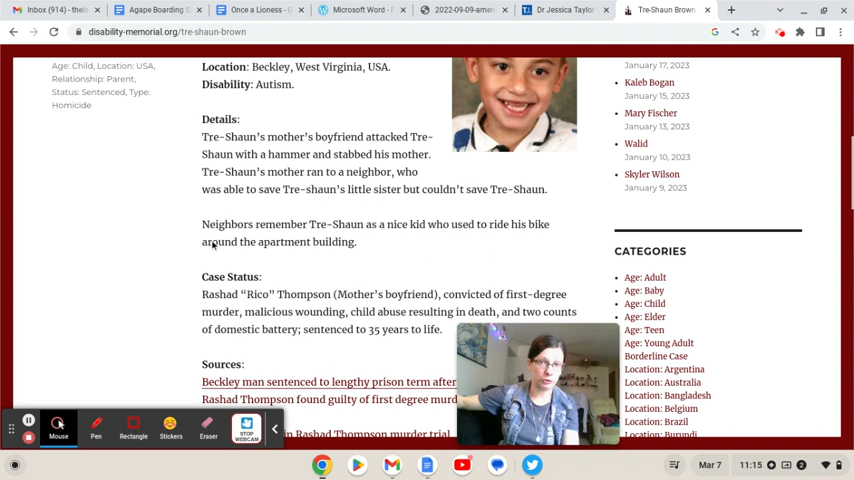 Inbox (914) - thela
Agape Boarding S
Once a Lioness - G
Microsoft Word - F
2022-09-09-amen
Dr Jessica Taylor
Tre-Shaun Brown
disability-memorial.org/tre-shaun-brown
Age: Child, Location: USA,
Relationship: Parent,
Status: Sentenced, Type:
Homicide
Location: Beckley, West Virginia, USA.
Disability: Autism.
Details:
Tre-Shaun's mother's boyfriend attacked Tre-
Shaun with a hammer and stabbed his mother.
Tre-Shaun's mother ran to a neighbor, who
was able to save Tre-shaun's little sister but couldn't save Tre-Shaun.
Neighbors remember Tre-Shaun as a nice kid who used to ride his bike
around the apartment building.
Case Status:
Rashad "Rico" Thompson (Mother's boyfriend), convicted of first-degree
murder, malicious wounding, child abuse resulting in death, and two counts
of domestic battery; sentenced to 35 years to life.
Sources:
Beckley man sentenced to lengthy prison term after
Rashad Thompson found guilty of first degree murd
in Rashad Thompson murder trial
January 17, 2023
Kaleb Bogan
January 15, 2023
Mary Fischer
January 13, 2023
Walid
January 10, 2023
Skyler Wilson
January 9, 2023
CATEGORIES
Age: Adult
Age: Baby
Age: Child
Age: Elder
Age: Teen
Age: Young Adult
Borderline Case
Location: Argentina
Location: Australia
Location: Bangladesh
Location: Belgium
Location: Brazil
Location: Burundi
Mouse
Pen
Rectangle
Stickers
Eraser
STOP
WEBCAM
Mar 7
11:15
2